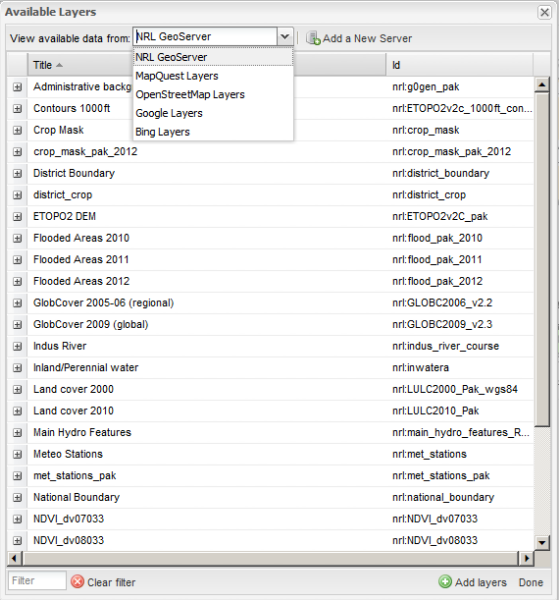 Available Layers
View available data from: NRL GeoServer Add a New Server
NRL GeoServer
MapQuest Layers
OpenStreetMap Layers
Google Layers
Bing Layers
Title Id
Administrative backg nrl:g0gen_pak
Contours 1000ft nrl:ETOPO2v2c_1000ft_con...
Crop Mask nrl:crop_mask
crop_mask_pak_2012 nrl:crop_mask_pak_2012
District Boundary nrl:district_boundary
district_crop nrl:district_crop
ETOPO2 DEM nrl:ETOPO2v2C_pak
Flooded Areas 2010 nrl:flood_pak_2010
Flooded Areas 2011 nrl:flood_pak_2011
Flooded Areas 2012 nrl:flood_pak_2012
GlobCover 2005-06 (regional) nrl:GLOBC2006_v2.2
GlobCover 2009 (global) nrl:GLOBC2009_v2.3
Indus River nrl:indus_river_course
Inland/Perennial water nrl:inwatera
Land cover 2000 nrl:LULC2000_Pak_wgs84
Land cover 2010 nrl:LULC2010_Pak
Main Hydro Features nrl:main_hydro_features_R...
Meteo Stations nrl:met_stations
met_stations_pak nrl:met_stations_pak
National Boundary nrl:national_boundary
NDVI_dv07033 nrl:NDVI_dv07033
NDVI_dv08033 nrl:NDVI_dv08033
Filter Clear filter Add layers Done